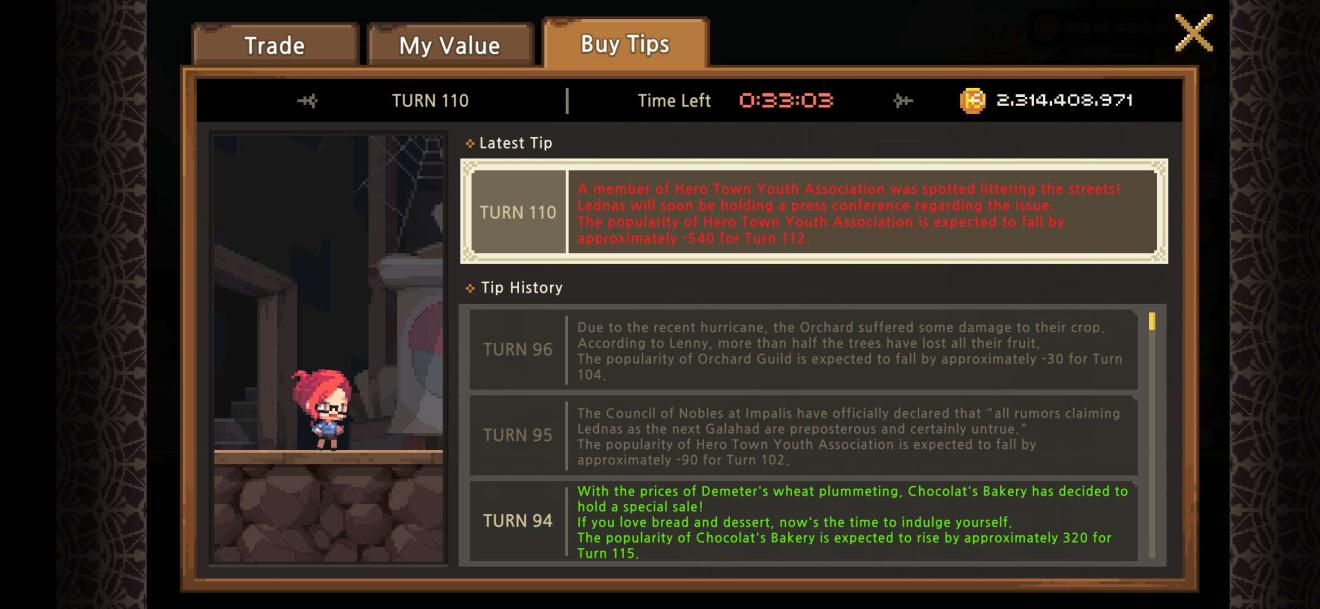 Trade
My Value
Buy Tips
TURN 110
Time Left
0:33:03
2,314,408,971
Latest Tip
TURN 110
A member of Hero Town Youth Association was spotted littering the streets!
Lednas will soon be holding a press conference regarding the issue.
The popularity of Hero Town Youth Association is expected to fall by
approximately -540 for Turn 112.
Tip History
TURN 96
Due to the recent hurricane, the Orchard suffered some damage to their crop.
According to Lenny, more than half the trees have lost all their fruit.
The popularity of Orchard Guild is expected to fall by approximately -30 for Turn
104.
TURN 95
The Council of Nobles at Impalis have officially declared that "all rumors claiming
Lednas as the next Galahad are preposterous and certainly untrue."
The popularity of Hero Town Youth Association is expected to fall by
approximately -90 for Turn 102.
TURN 94
With the prices of Demeter's wheat plummeting, Chocolat's Bakery has decided to
hold a special sale!
If you love bread and dessert, now's the time to indulge yourself.
The popularity of Chocolat's Bakery is expected to rise by approximately 320 for
Turn 115.